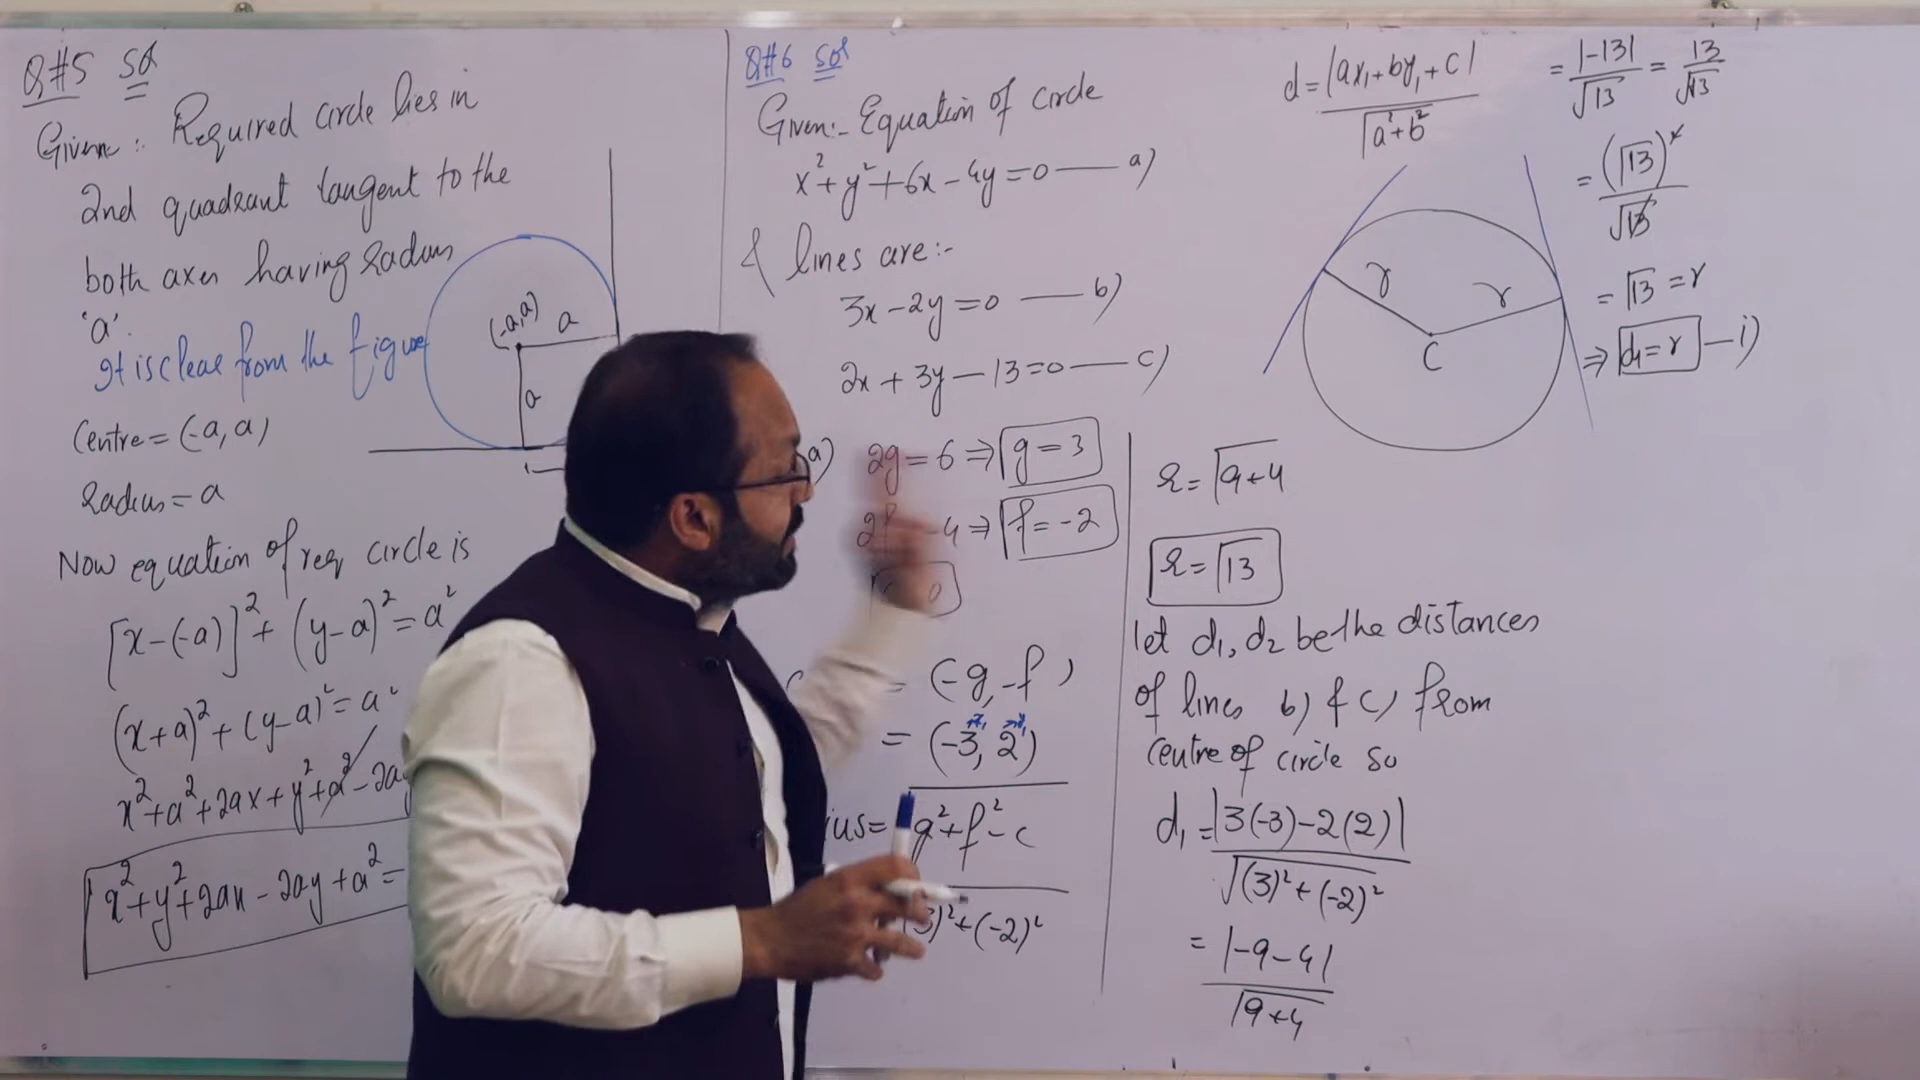 Q#5 Sol
Given:- Required circle lies in
2nd quadrant tangent to the
both axes having radius
'a'.
It is clear from the figure
(-a,a)
a
a
Centre = (-a, a)
Radius = a
Now equation of req circle is
[x-(-a)]²+ (y-a)² = a²
(x+a)² + (y-a)² = a²
x²+a²+2ax+y²+a²-2ay
x²+y²+2ax-2ay+a²=
Q#6 Sol
Given:- Equation of circle
x²+y²+6x-4y=0 — a)
& lines are:-
3x-2y=0 — b)
2x+3y-13=0 — c)
a) 2g=6 ⇒ g=3
-4 ⇒ f=-2
0
= (-g,-f)
= (-3, 2)
ius= √g²+f²-c
3)²+(-2)²
r=√9+4
r=√13
let d₁, d₂ be the distances
of lines b) & c) from
centre of circle so
d₁ = |3(-3)-2(2)| / √(3)²+(-2)²
= |-9-4| / √9+4
d = |ax₁+by₁+c| / √a²+b²
r
r
C
= |-13| / √13 = 13 / √13
= (√13)² / √13
= √13 = r
⇒ d₁=r — i)